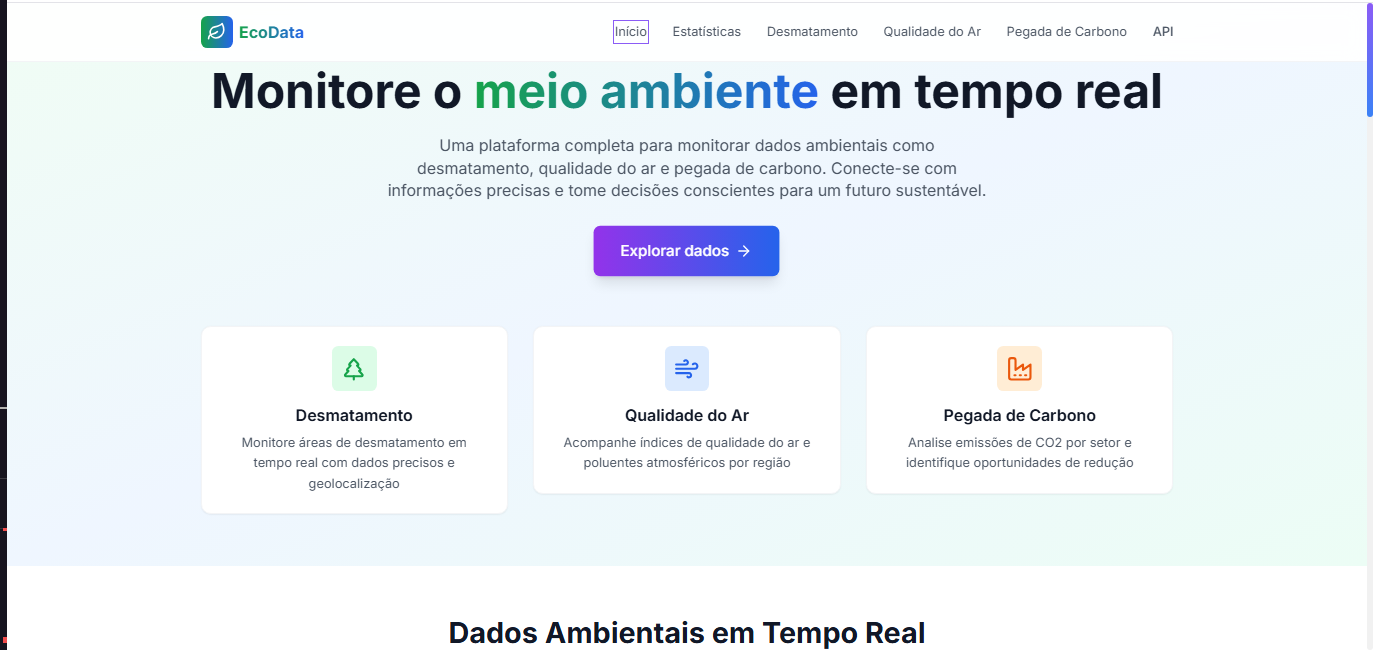 EcoData
Início Estatísticas Desmatamento Qualidade do Ar Pegada de Carbono API
Monitore o meio ambiente em tempo real
Uma plataforma completa para monitorar dados ambientais como
desmatamento, qualidade do ar e pegada de carbono. Conecte-se com
informações precisas e tome decisões conscientes para um futuro sustentável.
Explorar dados
Desmatamento
Monitore áreas de desmatamento em
tempo real com dados precisos e
geolocalização
Qualidade do Ar
Acompanhe índices de qualidade do ar e
poluentes atmosféricos por região
Pegada de Carbono
Analise emissões de CO2 por setor e
identifique oportunidades de redução
Dados Ambientais em Tempo Real